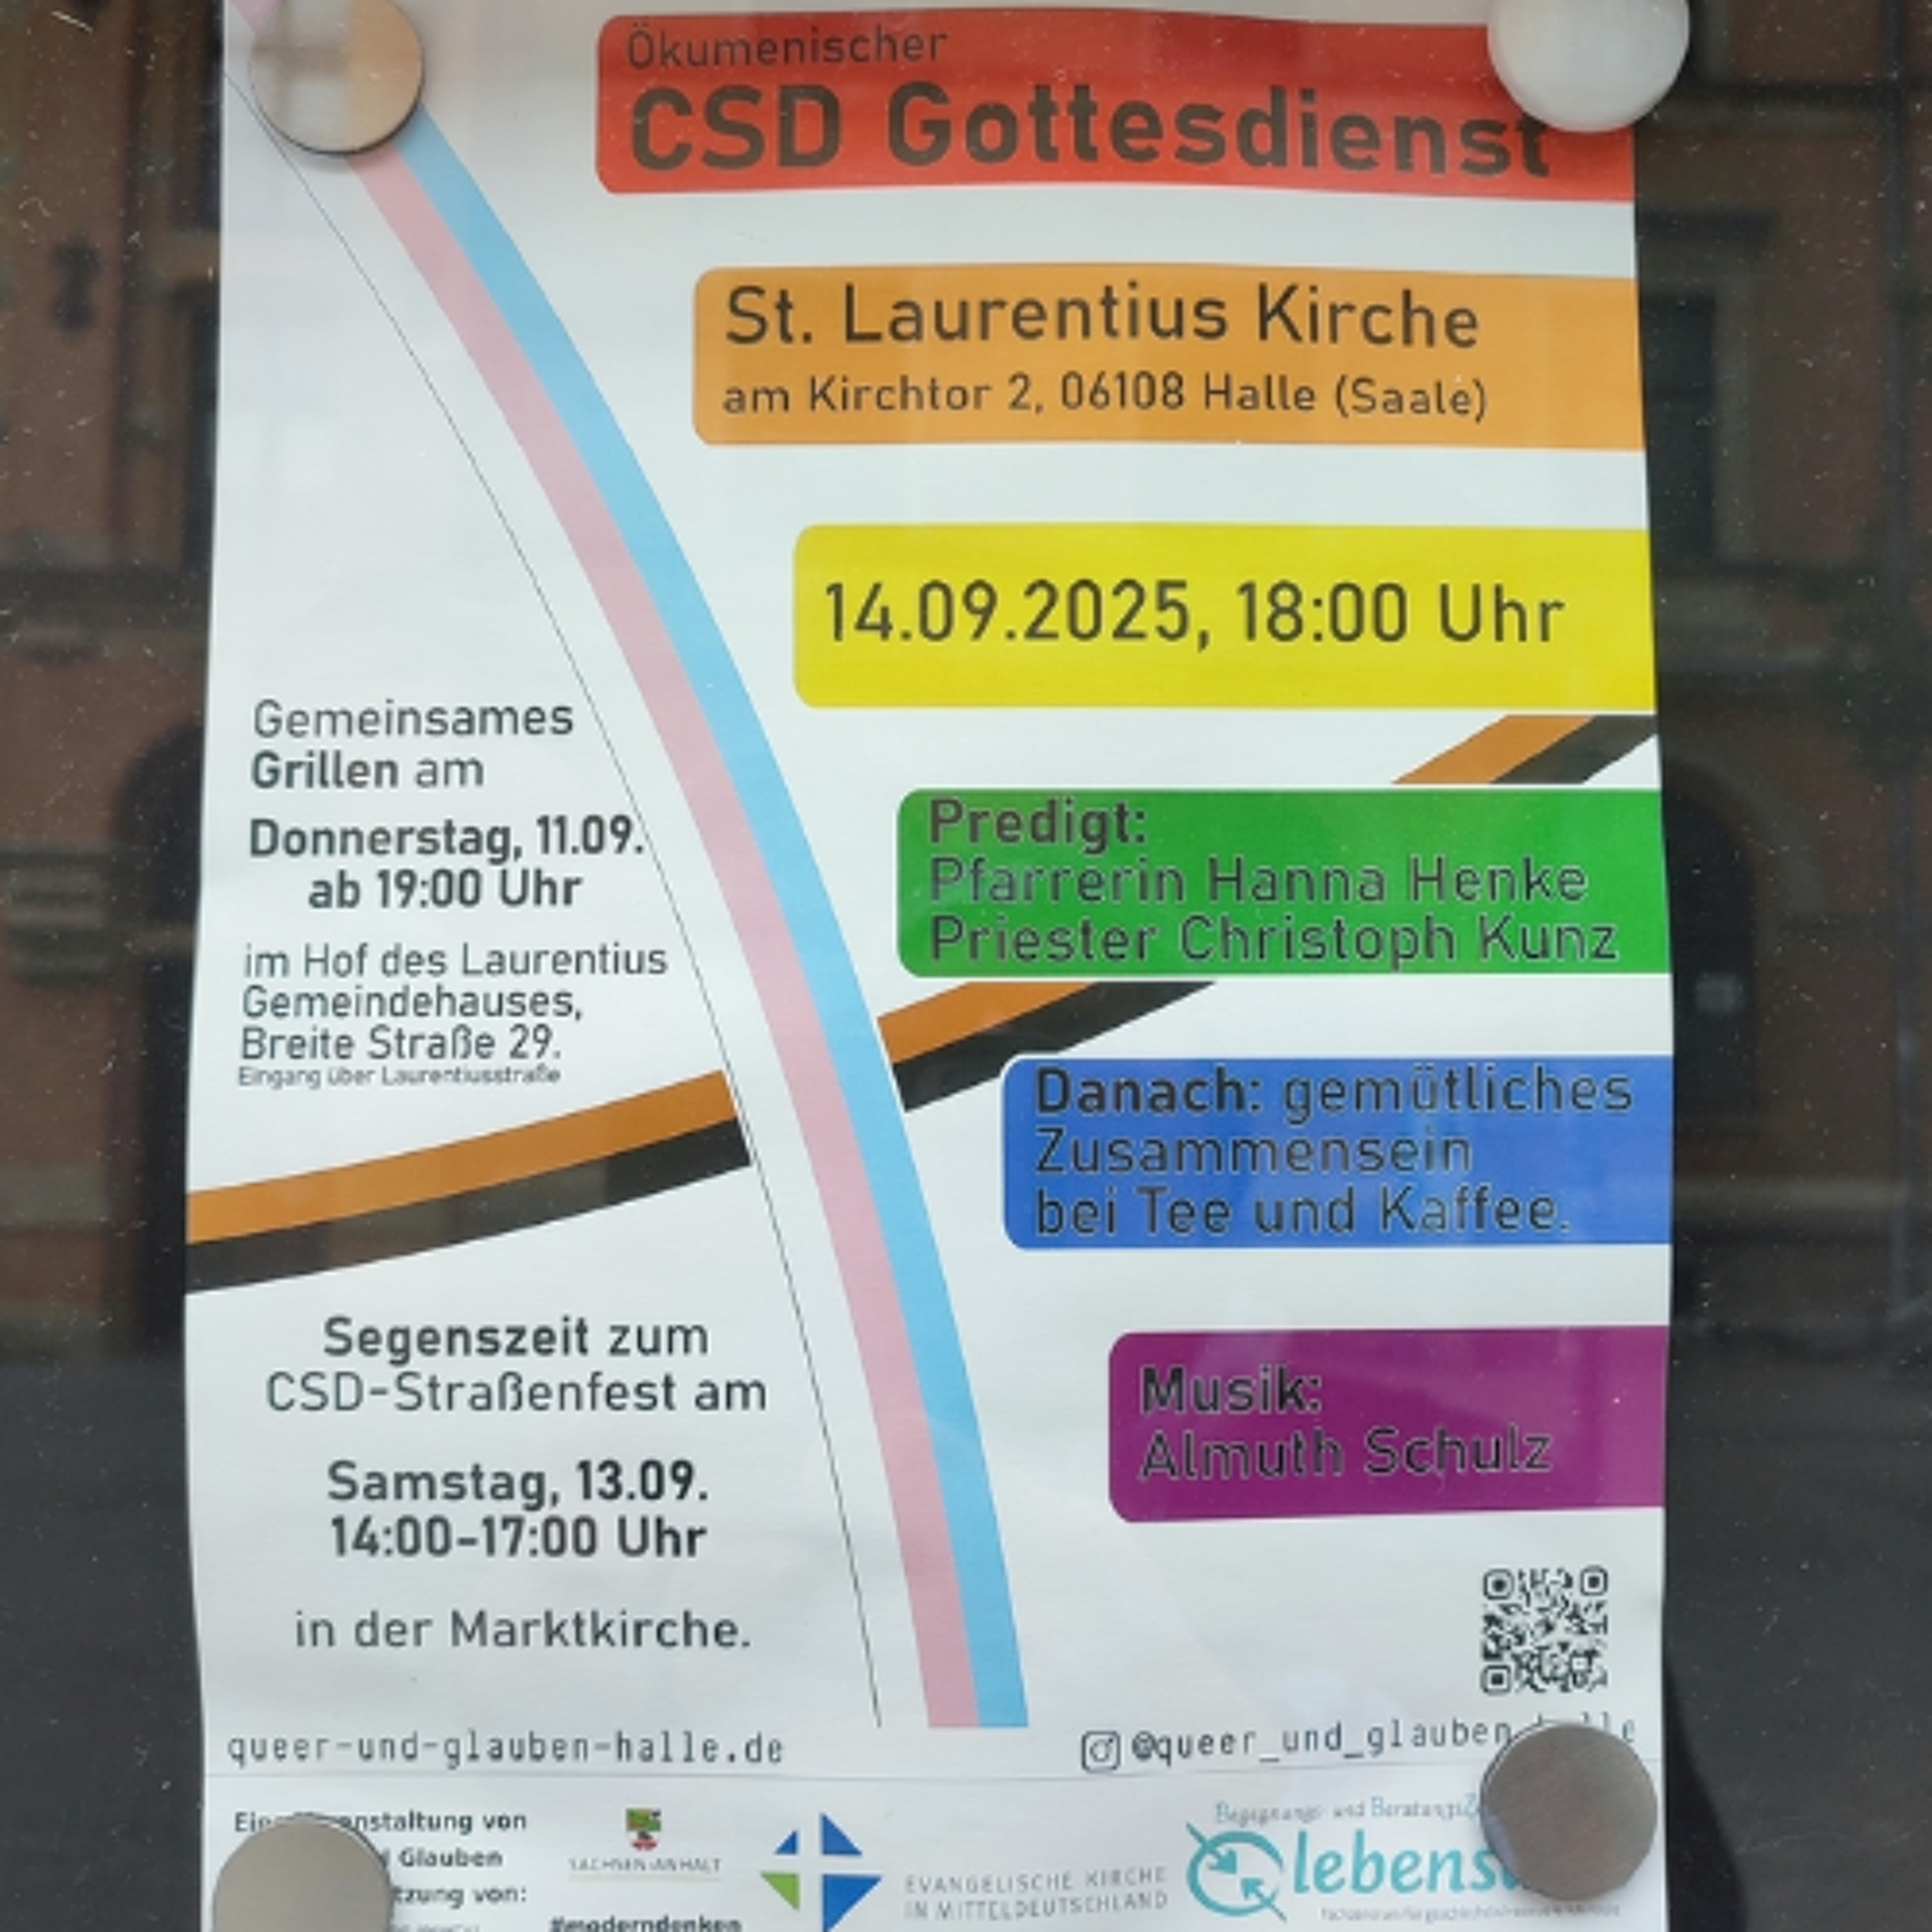 Ökumenischer
CSD Gottesdienst
St. Laurentius Kirche
am Kirchtor 2, 06108 Halle (Saale)
14.09.2025, 18:00 Uhr
Predigt:
Pfarrerin Hanna Henke
Priester Christoph Kunz
Danach: gemütliches
Zusammensein
bei Tee und Kaffee.
Musik:
Almuth Schulz
Gemeinsames
Grillen am
Donnerstag, 11.09.
ab 19:00 Uhr
im Hof des Laurentius
Gemeindehauses,
Breite Straße 29.
Eingang über Laurentiusstraße
Segenszeit zum
CSD-Straßenfest am
Samstag, 13.09.
14:00-17:00 Uhr
in der Marktkirche.
queer-und-glauben-halle.de
@queer_und_glauben
von
Glauben
von:
SACHSEN-ANHALT
#moderndenken
EVANGELISCHE KIRCHE
IN MITTELDEUTSCHLAND
Begegnungs- und